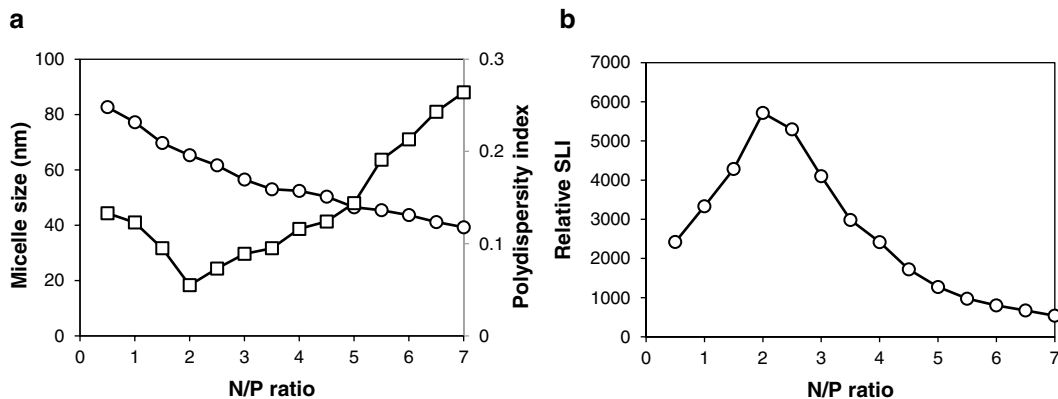 a
100
80
60
40
20
0
Micelle size (nm)
0.3
0.2
0.1
0
Polydispersity index
0 1 2 3 4 5 6 7
N/P ratio
b
7000
6000
5000
4000
3000
2000
1000
0
Relative SLI
0 1 2 3 4 5 6 7
N/P ratio